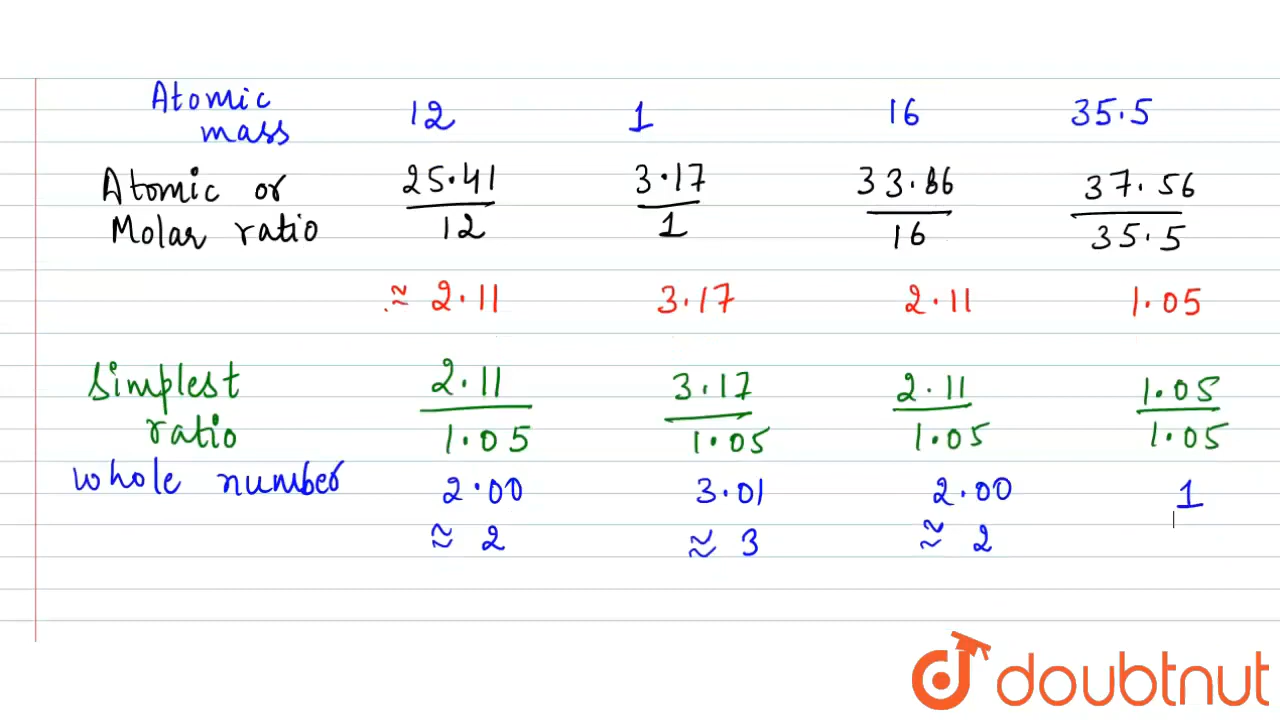 Atomic mass 12 1 16 35.5
Atomic or Molar ratio 25.41/12 3.17/1 33.86/16 37.56/35.5
≈ 2.11 3.17 2.11 1.05
Simplest ratio 2.11/1.05 3.17/1.05 2.11/1.05 1.05/1.05
Whole number 2.00 3.01 2.00 1
≈ 2 ≈ 3 ≈ 2
doubtnut